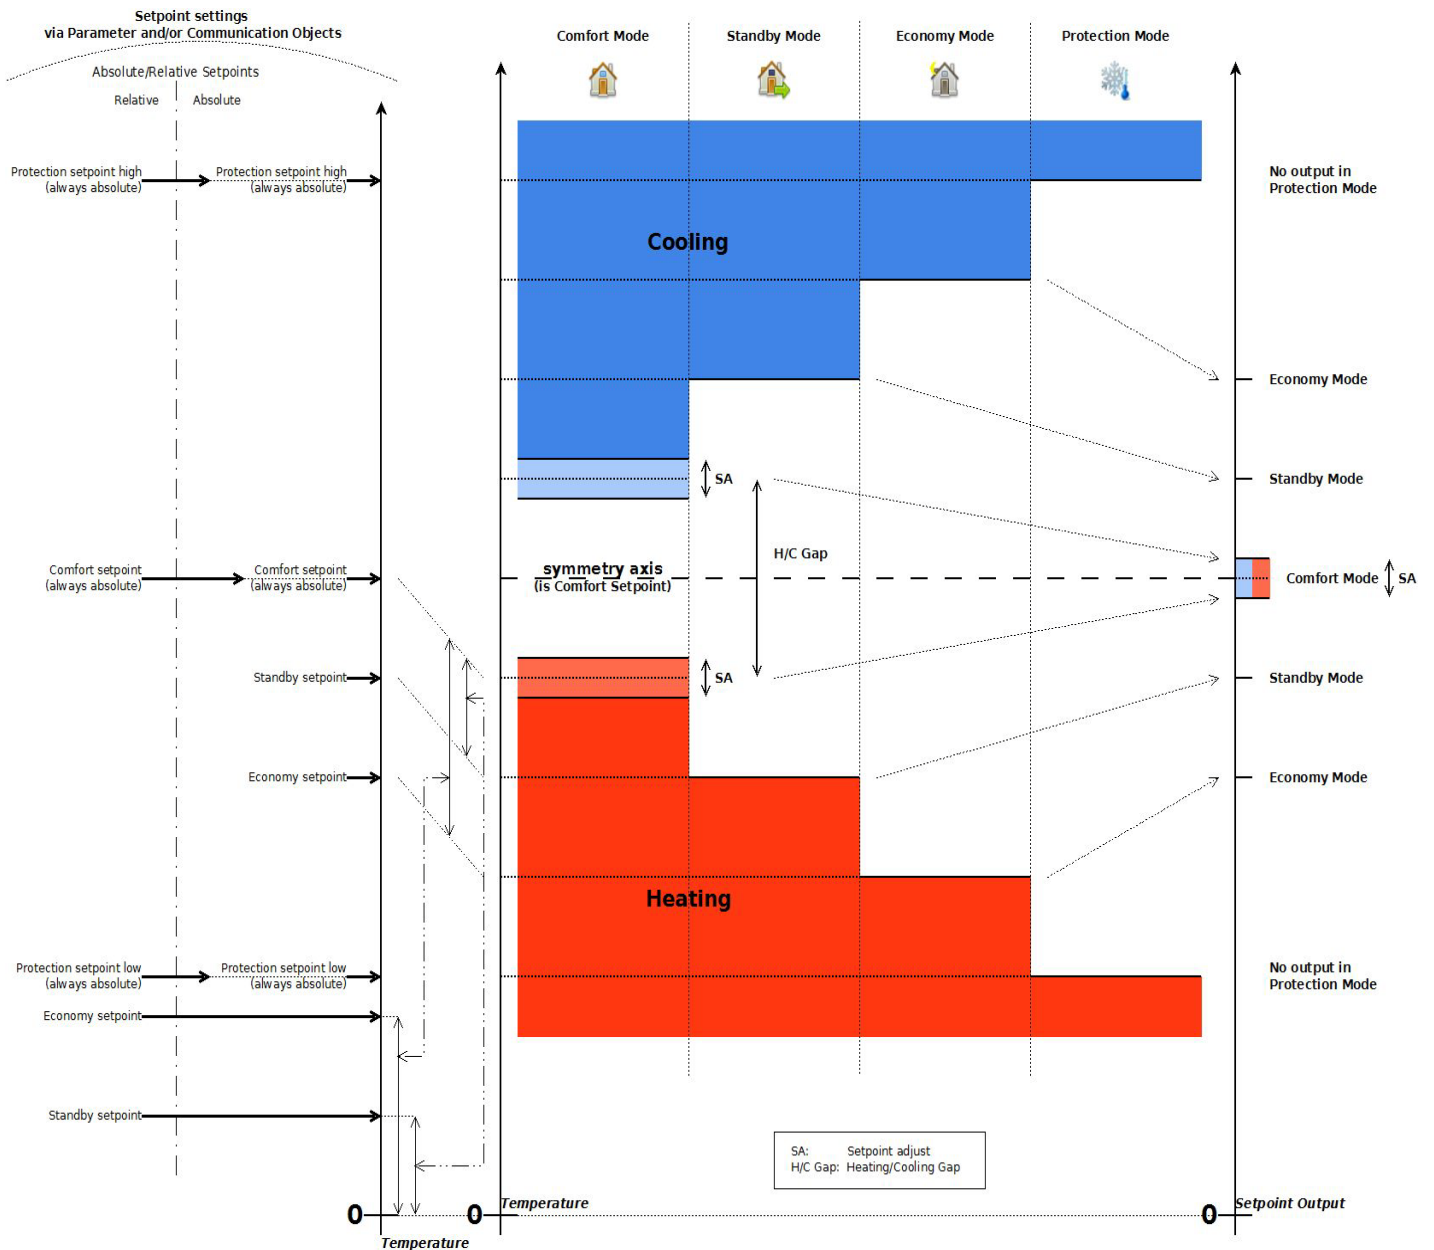 Setpoint settings
via Parameter and/or Communication Objects
Absolute/Relative Setpoints
Relative
Absolute
Comfort Mode
Standby Mode
Economy Mode
Protection Mode
Protection setpoint high
(always absolute)
Protection setpoint high
(always absolute)
No output in
Protection Mode
Cooling
Economy Mode
SA
Standby Mode
H/C Gap
Comfort setpoint
(always absolute)
Comfort setpoint
(always absolute)
symmetry axis
(is Comfort Setpoint)
Comfort Mode
SA
Standby setpoint
SA
Standby Mode
Economy setpoint
Economy Mode
Heating
Protection setpoint low
(always absolute)
Protection setpoint low
(always absolute)
No output in
Protection Mode
Economy setpoint
Standby setpoint
SA: Setpoint adjust
H/C Gap: Heating/Cooling Gap
0
Temperature
0
Temperature
0
Setpoint Output